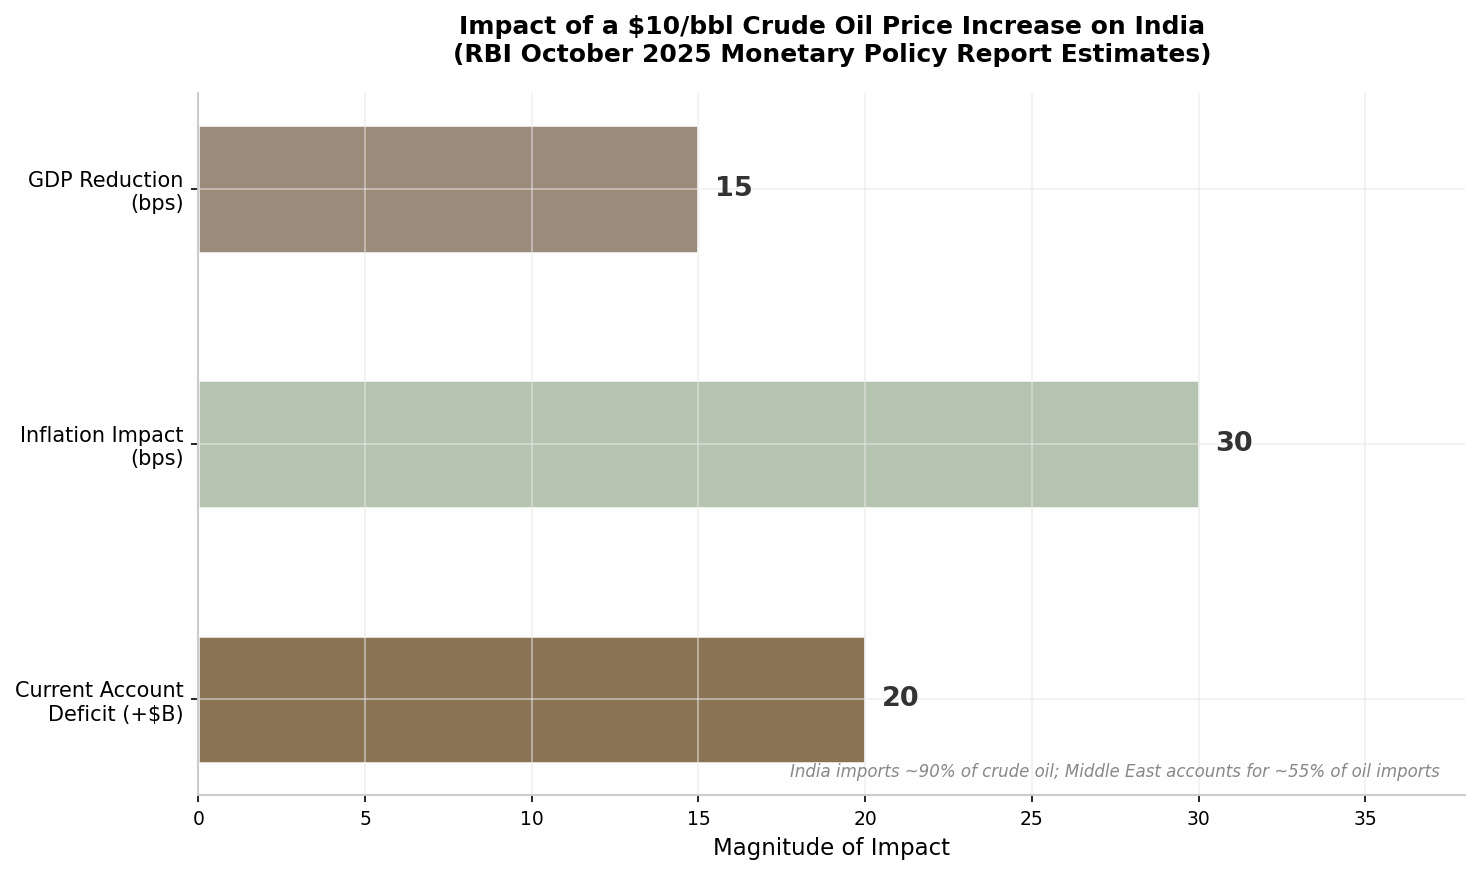 Impact of a $10/bbl Crude Oil Price Increase on India
(RBI October 2025 Monetary Policy Report Estimates)
GDP Reduction
(bps)
15
Inflation Impact
(bps)
30
Current Account
Deficit (+$B)
20
India imports ~90% of crude oil; Middle East accounts for ~55% of oil imports
0 5 10 15 20 25 30 35
Magnitude of Impact